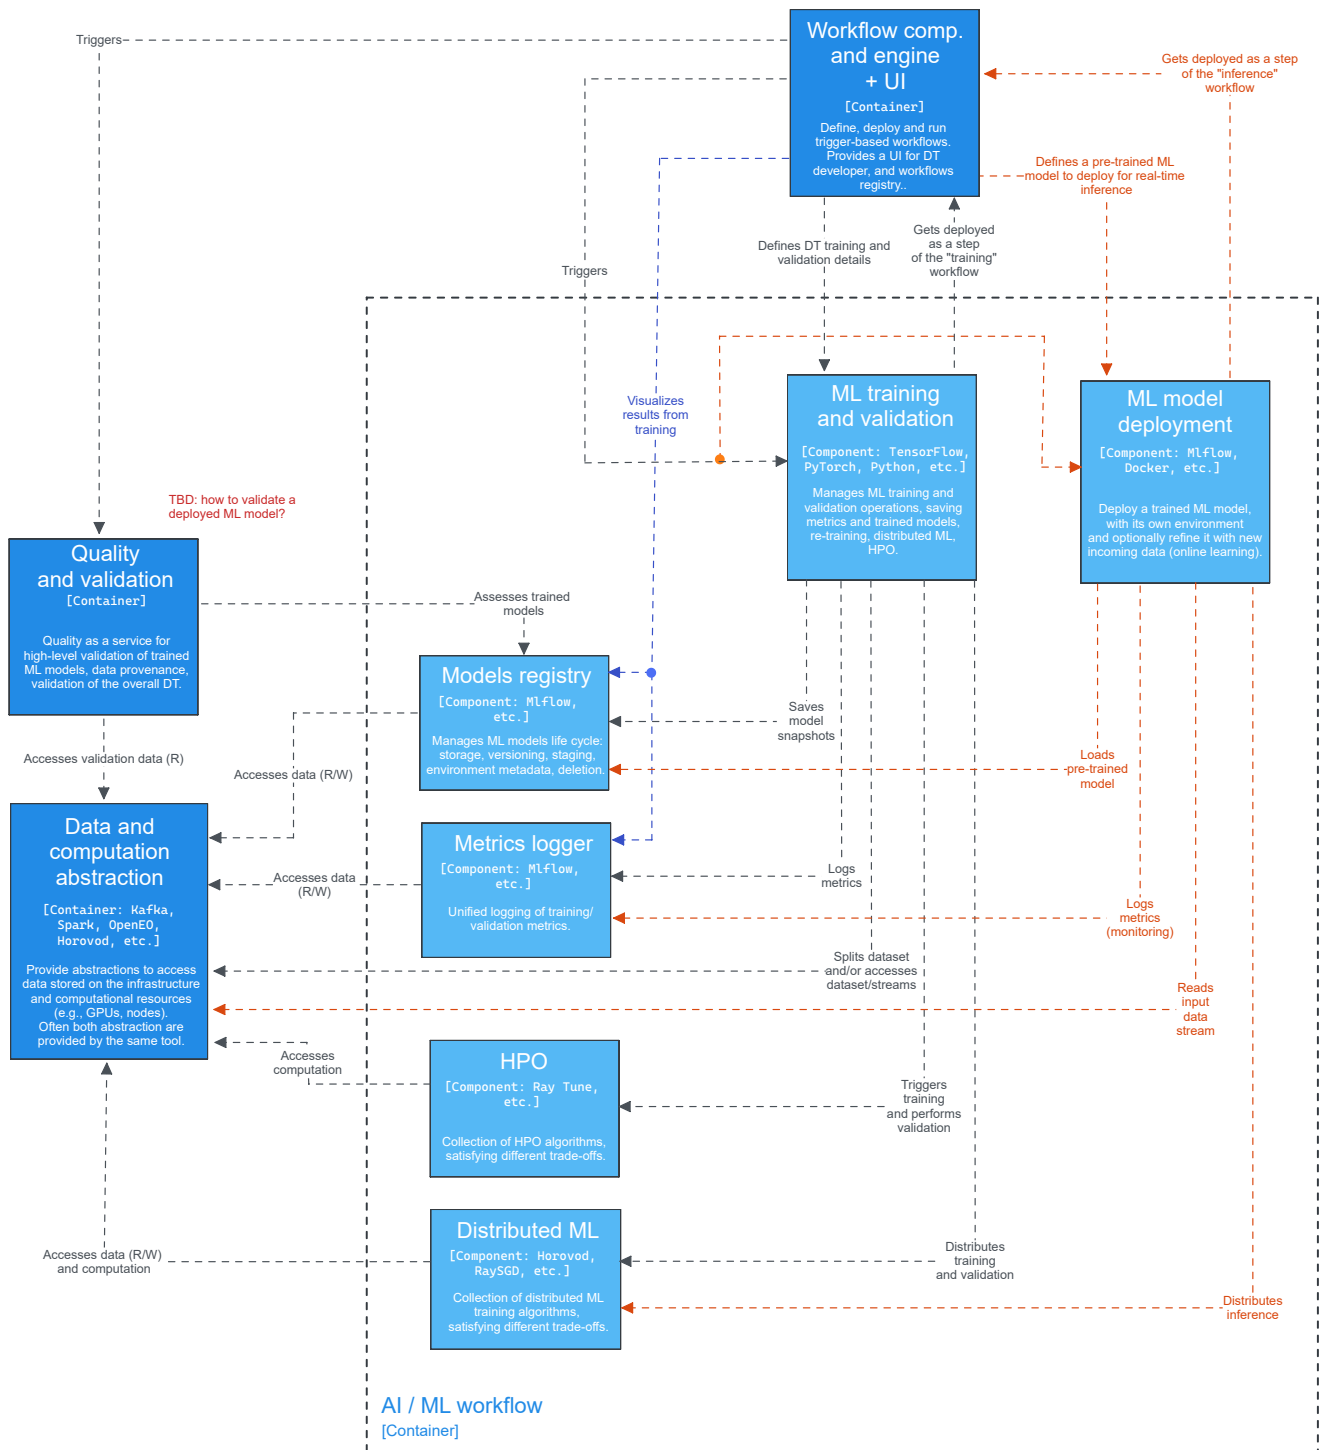 Triggers
Workflow comp.
and engine
+ UI
[Container]
Define, deploy and run
trigger-based workflows.
Provides a UI for DT
developer, and workflows
registry..
Gets deployed as a step
of the "inference"
workflow
Defines a pre-trained ML
model to deploy for real-time
inference
Defines DT training and
validation details
Gets deployed
as a step
of the "training"
workflow
Triggers
Visualizes
results from
training
ML training
and validation
[Component: TensorFlow,
PyTorch, Python, etc.]
Manages ML training and
validation operations, saving
metrics and trained models,
re-training, distributed ML,
HPO.
ML model
deployment
[Component: Mlflow,
Docker, etc.]
Deploy a trained ML model,
with its own environment
and optionally refine it with new
incoming data (online learning).
TBD: how to validate a
deployed ML model?
Quality
and validation
[Container]
Quality as a service for
high-level validation of trained
ML models, data provenance,
validation of the overall DT.
Assesses trained
models
Models registry
[Component: Mlflow,
etc.]
Manages ML models life cycle:
storage, versioning, staging,
environment metadata, deletion.
Saves
model
snapshots
Loads
pre-trained
model
Accesses validation data (R)
Accesses data (R/W)
Data and
computation
abstraction
[Container: Kafka,
Spark, OpenEO,
Horovod, etc.]
Provide abstractions to access
data stored on the infrastructure
and computational resources
(e.g., GPUs, nodes).
Often both abstraction are
provided by the same tool.
Accesses data
(R/W)
Metrics logger
[Component: Mlflow,
etc.]
Unified logging of training/
validation metrics.
Logs
metrics
Logs
metrics
(monitoring)
Splits dataset
and/or accesses
dataset/streams
Reads
input
data
stream
Accesses
computation
HPO
[Component: Ray Tune,
etc.]
Collection of HPO algorithms,
satisfying different trade-offs.
Triggers
training
and performs
validation
Accesses data (R/W)
and computation
Distributed ML
[Component: Horovod,
RaySGD, etc.]
Collection of distributed ML
training algorithms,
satisfying different trade-offs.
Distributes
training
and validation
Distributes
inference
AI / ML workflow
[Container]